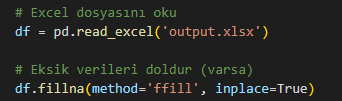 # Excel dosyasını oku
df = pd.read_excel('output.xlsx')
# Eksik verileri doldur (varsa)
df.fillna(method='ffill', inplace=True)